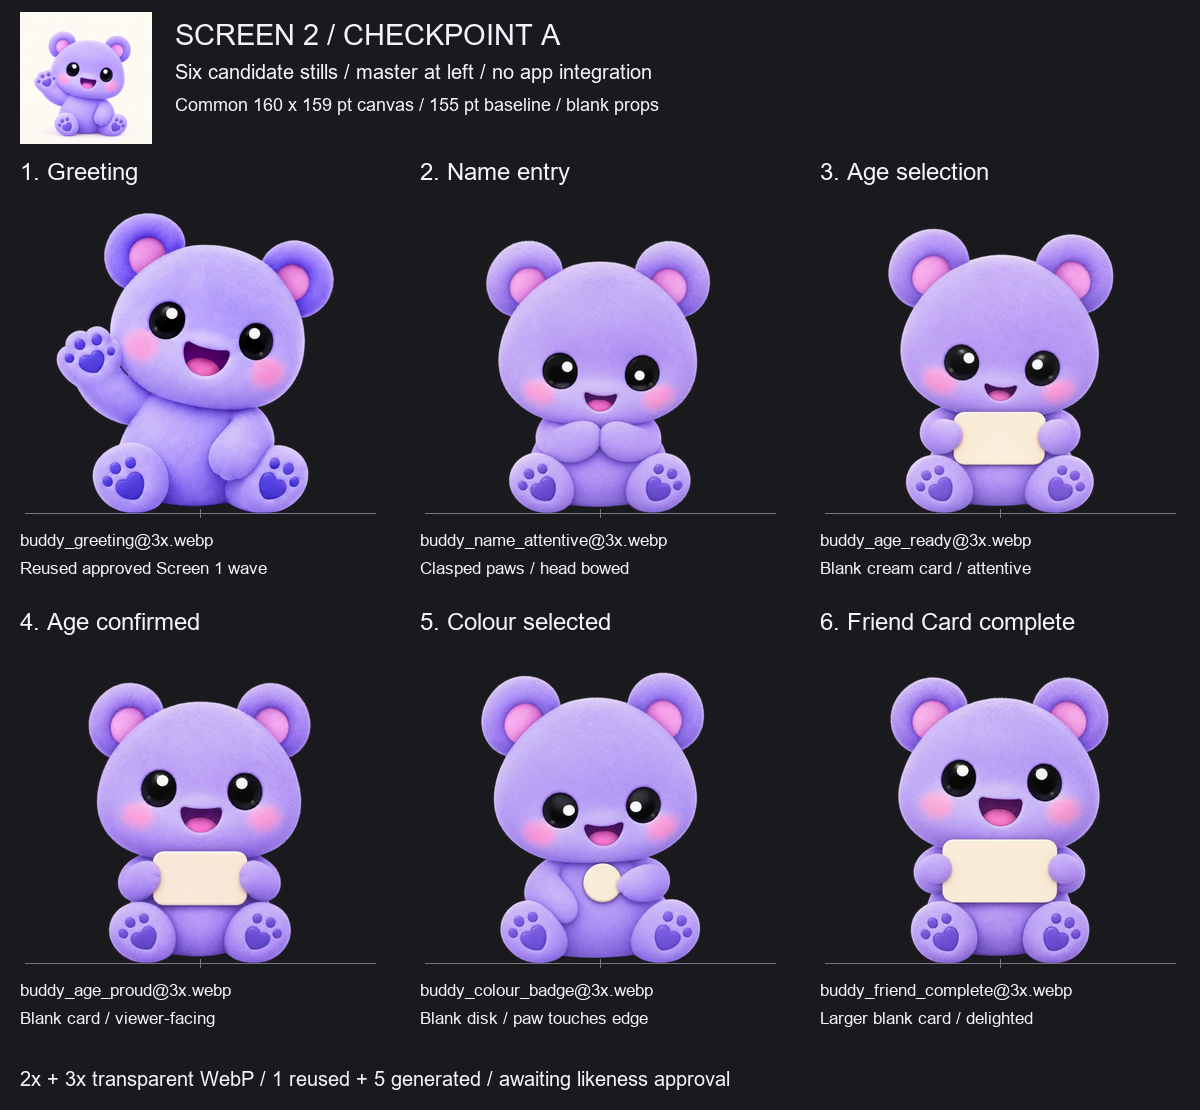 SCREEN 2 / CHECKPOINT A
Six candidate stills / master at left / no app integration
Common 160 x 159 pt canvas / 155 pt baseline / blank props
1. Greeting
2. Name entry
3. Age selection
buddy_greeting@3x.webp
Reused approved Screen 1 wave
buddy_name_attentive@3x.webp
Clasped paws / head bowed
buddy_age_ready@3x.webp
Blank cream card / attentive
4. Age confirmed
5. Colour selected
6. Friend Card complete
buddy_age_proud@3x.webp
Blank card / viewer-facing
buddy_colour_badge@3x.webp
Blank disk / paw touches edge
buddy_friend_complete@3x.webp
Larger blank card / delighted
2x + 3x transparent WebP / 1 reused + 5 generated / awaiting likeness approval